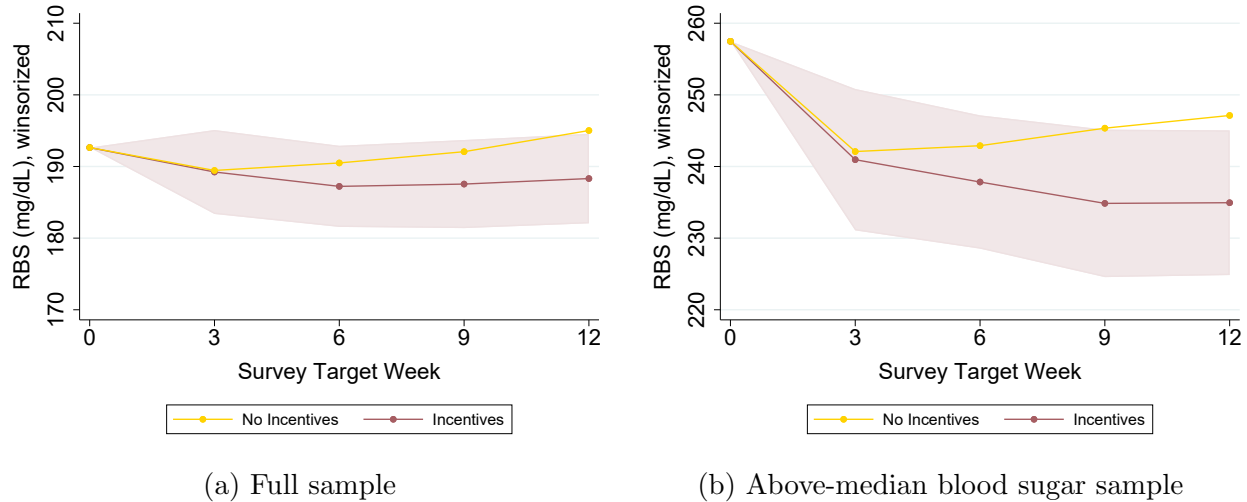 RBS (mg/dL), winsorized
210
200
190
180
170
0 3 6 9 12
Survey Target Week
No Incentives Incentives
(a) Full sample
RBS (mg/dL), winsorized
260
250
240
230
220
0 3 6 9 12
Survey Target Week
No Incentives Incentives
(b) Above-median blood sugar sample